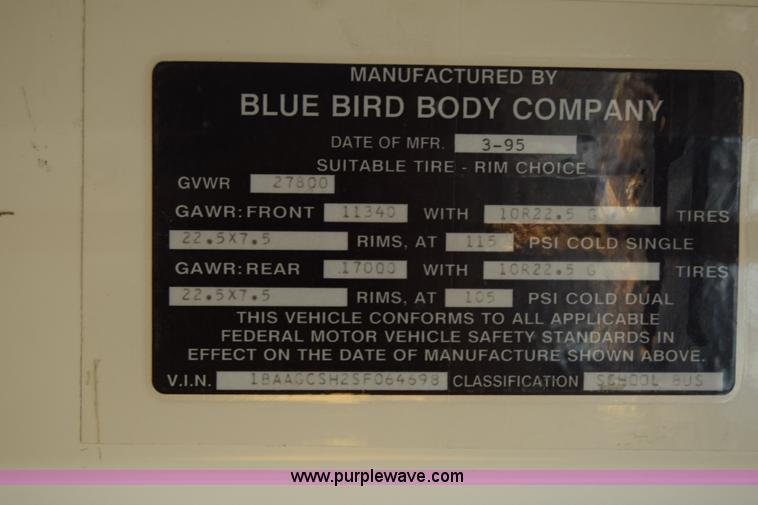 MANUFACTURED BY
BLUE BIRD BODY COMPANY
DATE OF MFR. 3-95
SUITABLE TIRE - RIM CHOICE
GVWR 27800
GAWR: FRONT 11340 WITH 10R22.5 G TIRES
22.5X7.5 RIMS, AT 115 PSI COLD SINGLE
GAWR: REAR 17000 WITH 10R22.5 G TIRES
22.5X7.5 RIMS, AT 105 PSI COLD DUAL
THIS VEHICLE CONFORMS TO ALL APPLICABLE
FEDERAL MOTOR VEHICLE SAFETY STANDARDS IN
EFFECT ON THE DATE OF MANUFACTURE SHOWN ABOVE.
V.I.N. 1BAAGCSH2SF064698 CLASSIFICATION SCHOOL BUS
www.purplewave.com